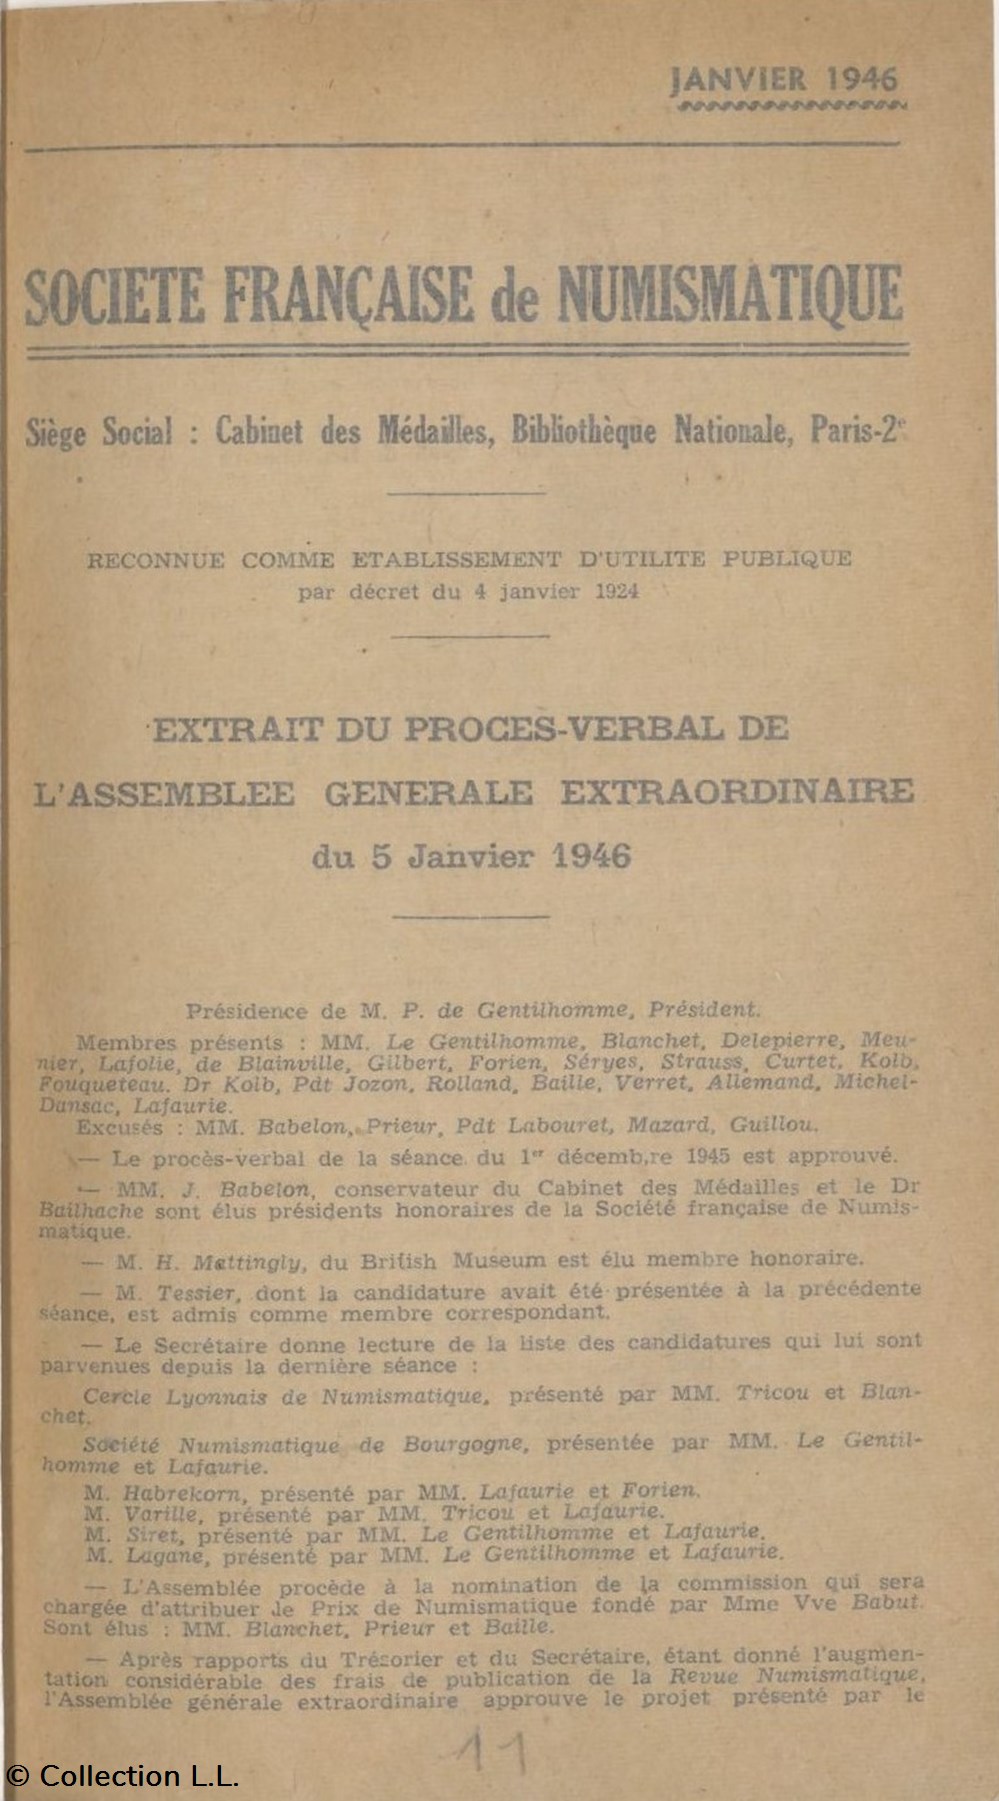 JANVIER 1946
SOCIETE FRANÇAISE de NUMISMATIQUE
Siège Social : Cabinet des Médailles, Bibliothèque Nationale, Paris-2e
RECONNUE COMME ETABLISSEMENT D'UTILITE PUBLIQUE
par décret du 4 janvier 1924
EXTRAIT DU PROCES-VERBAL DE
L'ASSEMBLEE GENERALE EXTRAORDINAIRE
du 5 Janvier 1946
Présidence de M. P. de Gentilhomme, Président.
Membres présents : MM. Le Gentilhomme, Blanchet, Delepierre, Meu-
nier, Lafolie, de Blainville, Gilbert, Forien, Séryes, Strauss, Curtet, Kolb,
Fouqueteau, Dr Kolb, Pdt Jozon, Rolland, Baille, Verret, Allemand, Michel-
Dansac, Lafaurie.
Excusés : MM. Babelon, Prieur, Pdt Labouret, Mazard, Guillou.
— Le procès-verbal de la séance du 1er décembre 1945 est approuvé.
— MM. J. Babelon, conservateur du Cabinet des Médailles et le Dr
Bailhache sont élus présidents honoraires de la Société française de Numis-
matique.
— M. H. Mattingly, du British Museum est élu membre honoraire.
— M. Tessier, dont la candidature avait été présentée à la précédente
séance, est admis comme membre correspondant.
— Le Secrétaire donne lecture de la liste des candidatures qui lui sont
parvenues depuis la dernière séance :
Cercle Lyonnais de Numismatique, présenté par MM. Tricou et Blan-
chet.
Société Numismatique de Bourgogne, présentée par MM. Le Gentil-
homme et Lafaurie.
M. Habrekorn, présenté par MM. Lafaurie et Forien.
M. Varille, présenté par MM. Tricou et Lafaurie.
M. Siret, présenté par MM. Le Gentilhomme et Lafaurie.
M. Lagane, présenté par MM. Le Gentilhomme et Lafaurie.
— L'Assemblée procède à la nomination de la commission qui sera
chargée d'attribuer le Prix de Numismatique fondé par Mme Vve Babut.
Sont élus : MM. Blanchet, Prieur et Baille.
— Après rapports du Trésorier et du Secrétaire, étant donné l'augmen-
tation considérable des frais de publication de la Revue Numismatique,
l'Assemblée générale extraordinaire approuve le projet présenté par le
11
© Collection L.L.